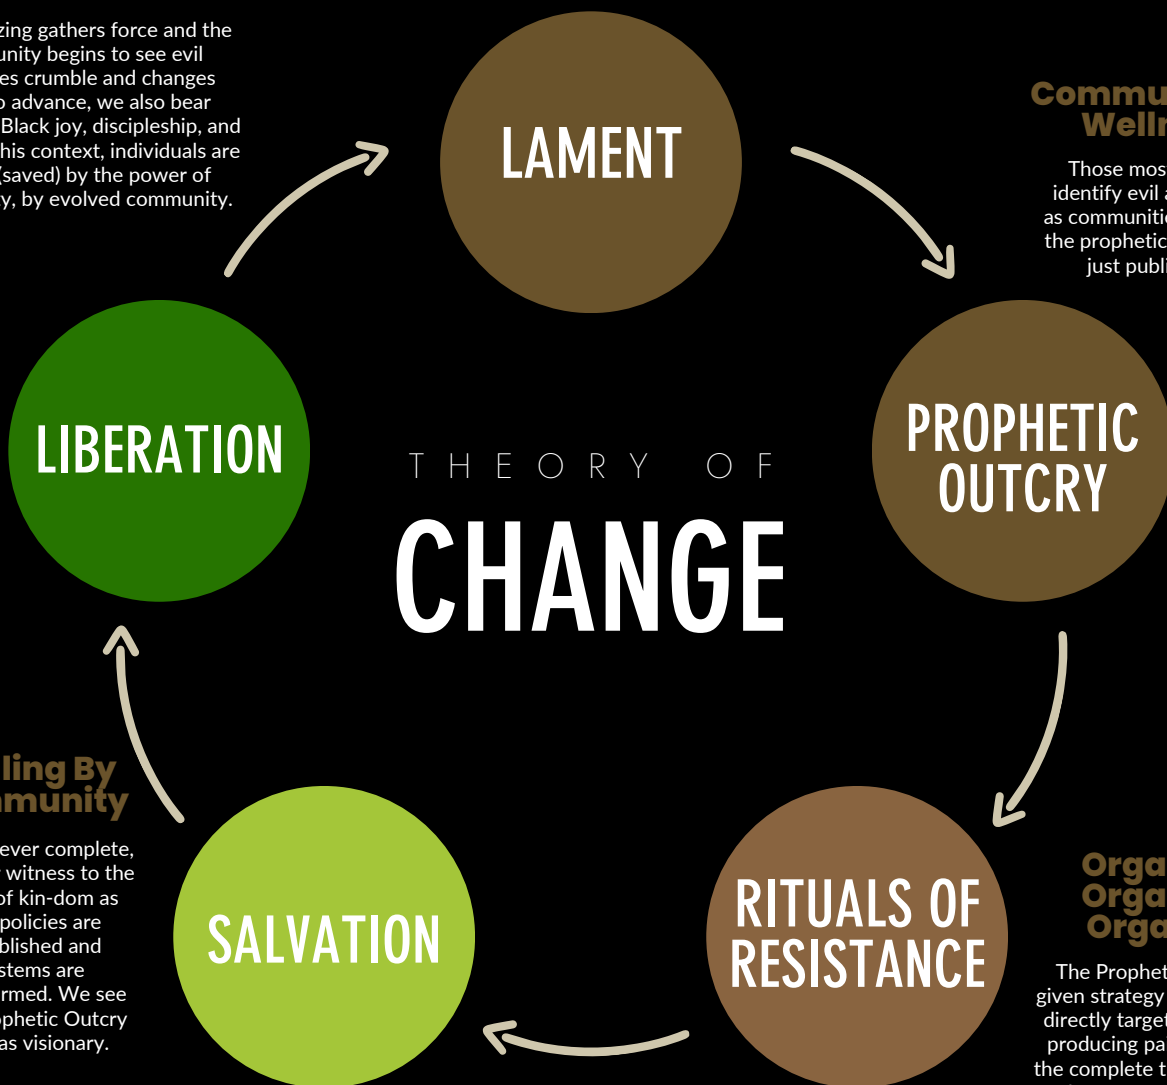 zing gathers force and the
unity begins to see evil
es crumble and changes
o advance, we also bear
Black joy, discipleship, and
his context, individuals are
(saved) by the power of
ty, by evolved community.
LAMENT
Commu
Welln
Those mos
identify evil a
as communitie
the prophetic
just publi
PROPHETIC
OUTCRY
LIBERATION
THEORY OF
CHANGE
ling By
munity
ever complete,
witness to the
of kin-dom as
policies are
blished and
stems are
rmed. We see
ophetic Outcry
as visionary.
SALVATION
RITUALS OF
RESISTANCE
Orga
Orga
Orga
The Prophet
given strategy
directly target
producing pa
the complete t